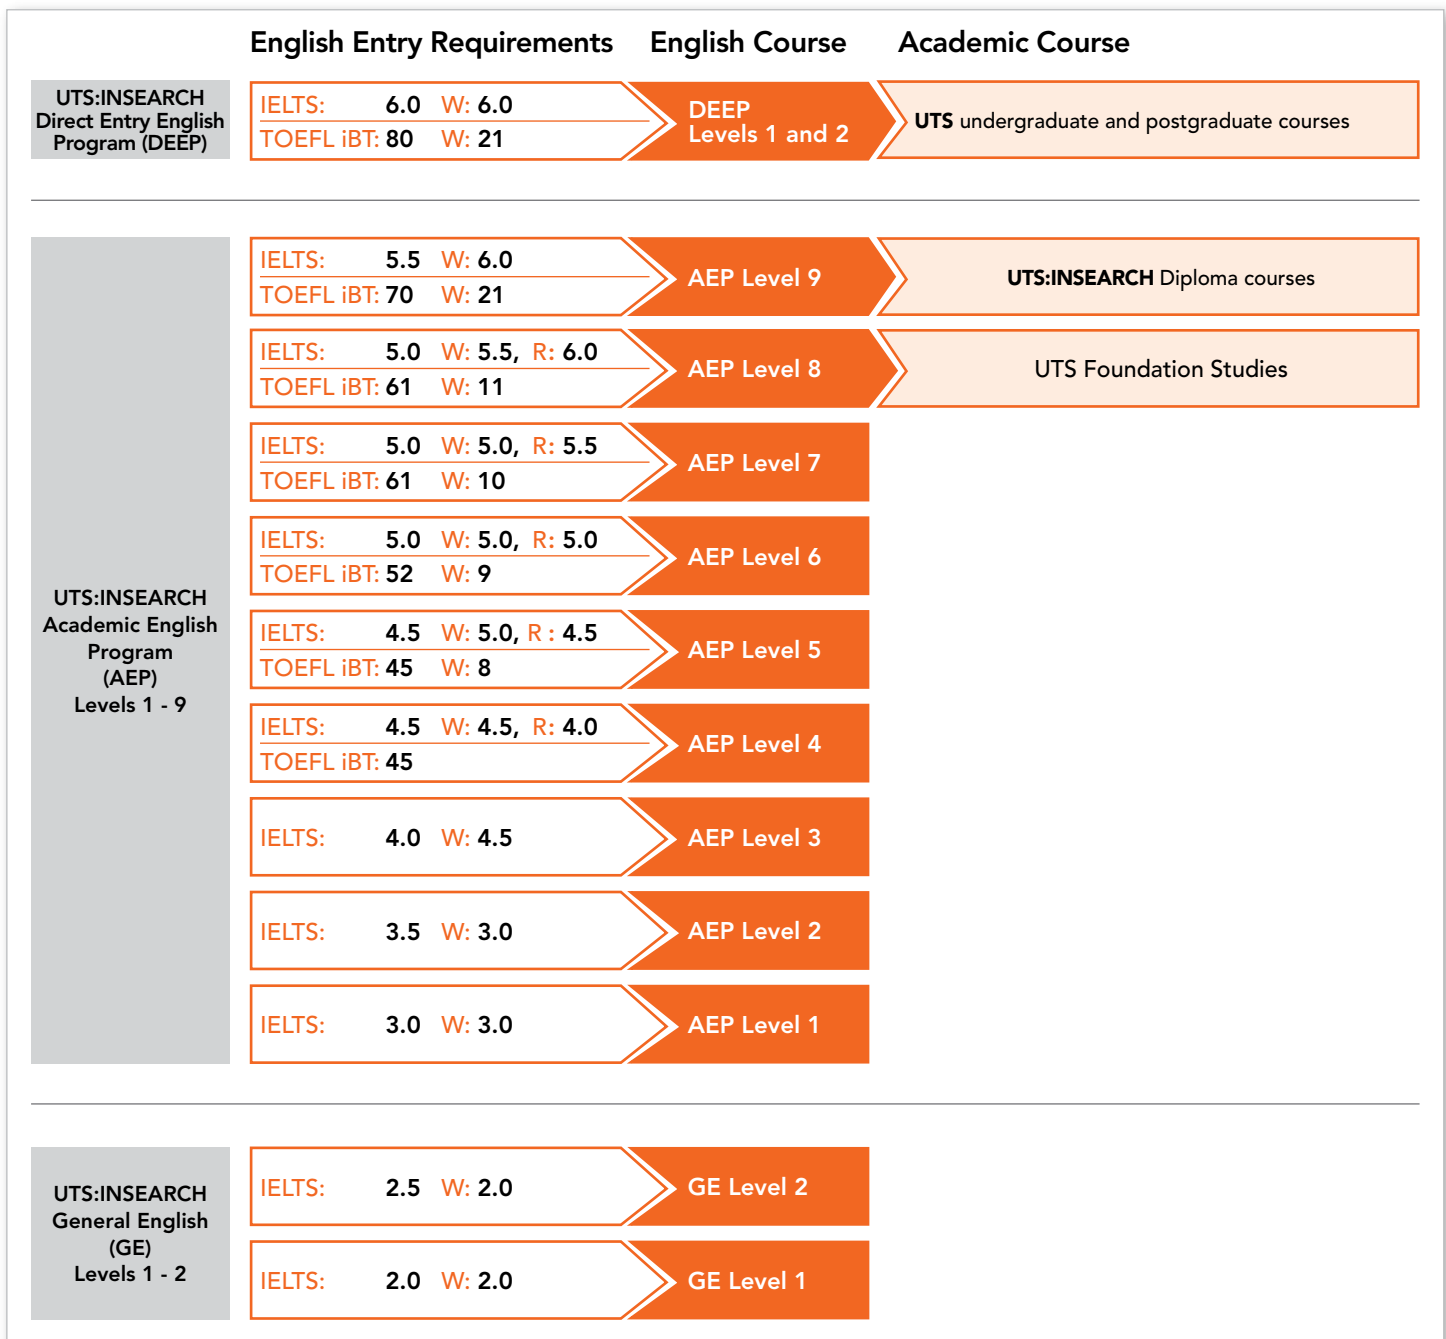 English Entry Requirements English Course Academic Course
UTS:INSEARCH
Direct Entry English
Program (DEEP)
IELTS: 6.0 W: 6.0
TOEFL iBT: 80 W: 21
DEEP
Levels 1 and 2
UTS undergraduate and postgraduate courses
UTS:INSEARCH
Academic English
Program
(AEP)
Levels 1 - 9
IELTS: 5.5 W: 6.0
TOEFL iBT: 70 W: 21
AEP Level 9
UTS:INSEARCH Diploma courses
IELTS: 5.0 W: 5.5, R: 6.0
TOEFL iBT: 61 W: 11
AEP Level 8
UTS Foundation Studies
IELTS: 5.0 W: 5.0, R: 5.5
TOEFL iBT: 61 W: 10
AEP Level 7
IELTS: 5.0 W: 5.0, R: 5.0
TOEFL iBT: 52 W: 9
AEP Level 6
IELTS: 4.5 W: 5.0, R : 4.5
TOEFL iBT: 45 W: 8
AEP Level 5
IELTS: 4.5 W: 4.5, R: 4.0
TOEFL iBT: 45
AEP Level 4
IELTS: 4.0 W: 4.5
AEP Level 3
IELTS: 3.5 W: 3.0
AEP Level 2
IELTS: 3.0 W: 3.0
AEP Level 1
UTS:INSEARCH
General English
(GE)
Levels 1 - 2
IELTS: 2.5 W: 2.0
GE Level 2
IELTS: 2.0 W: 2.0
GE Level 1